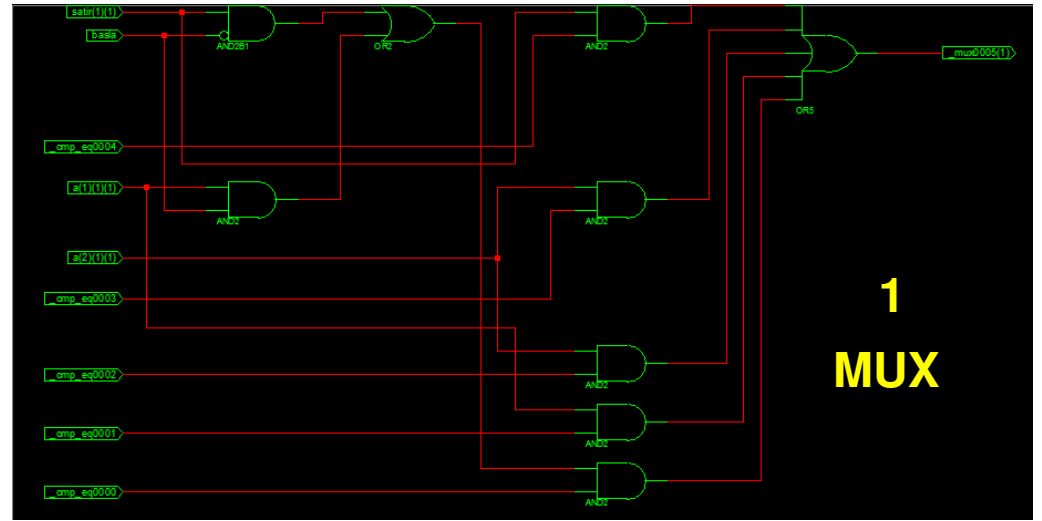 satir(1)(1)
basla
AND2B1
OR2
AND2
_mux0005(1)
OR5
_cmp_eq0004
a(1)(1)(1)
AND2
AND2
a(2)(1)(1)
_cmp_eq0003
1
MUX
_cmp_eq0002
AND2
_cmp_eq0001
AND2
_cmp_eq0000
AND2